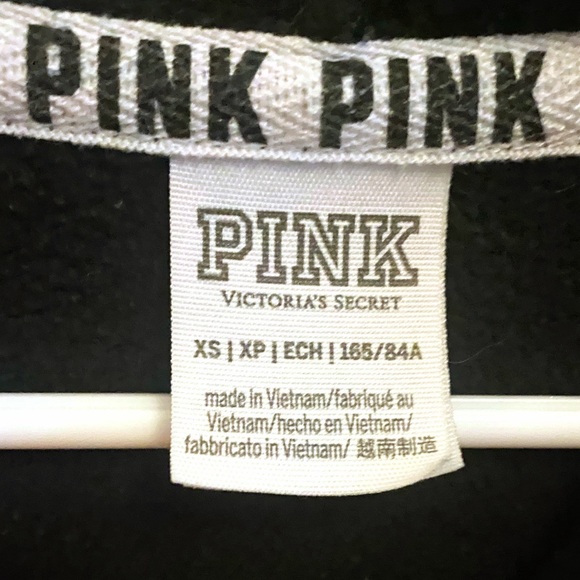 PINK PINK
PINK
VICTORIA'S SECRET
XS | XP | ECH | 165/84A
made in Vietnam/fabriqué au
Vietnam/hecho en Vietnam/
fabbricato in Vietnam/ 越南制造